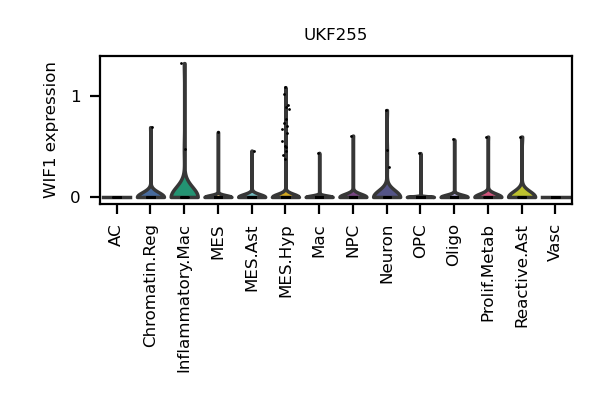 UKF255
WIF1 expression
1
0
AC
Chromatin.Reg
Inflammatory.Mac
MES
MES.Ast
MES.Hyp
Mac
NPC
Neuron
OPC
Oligo
Prolif.Metab
Reactive.Ast
Vasc